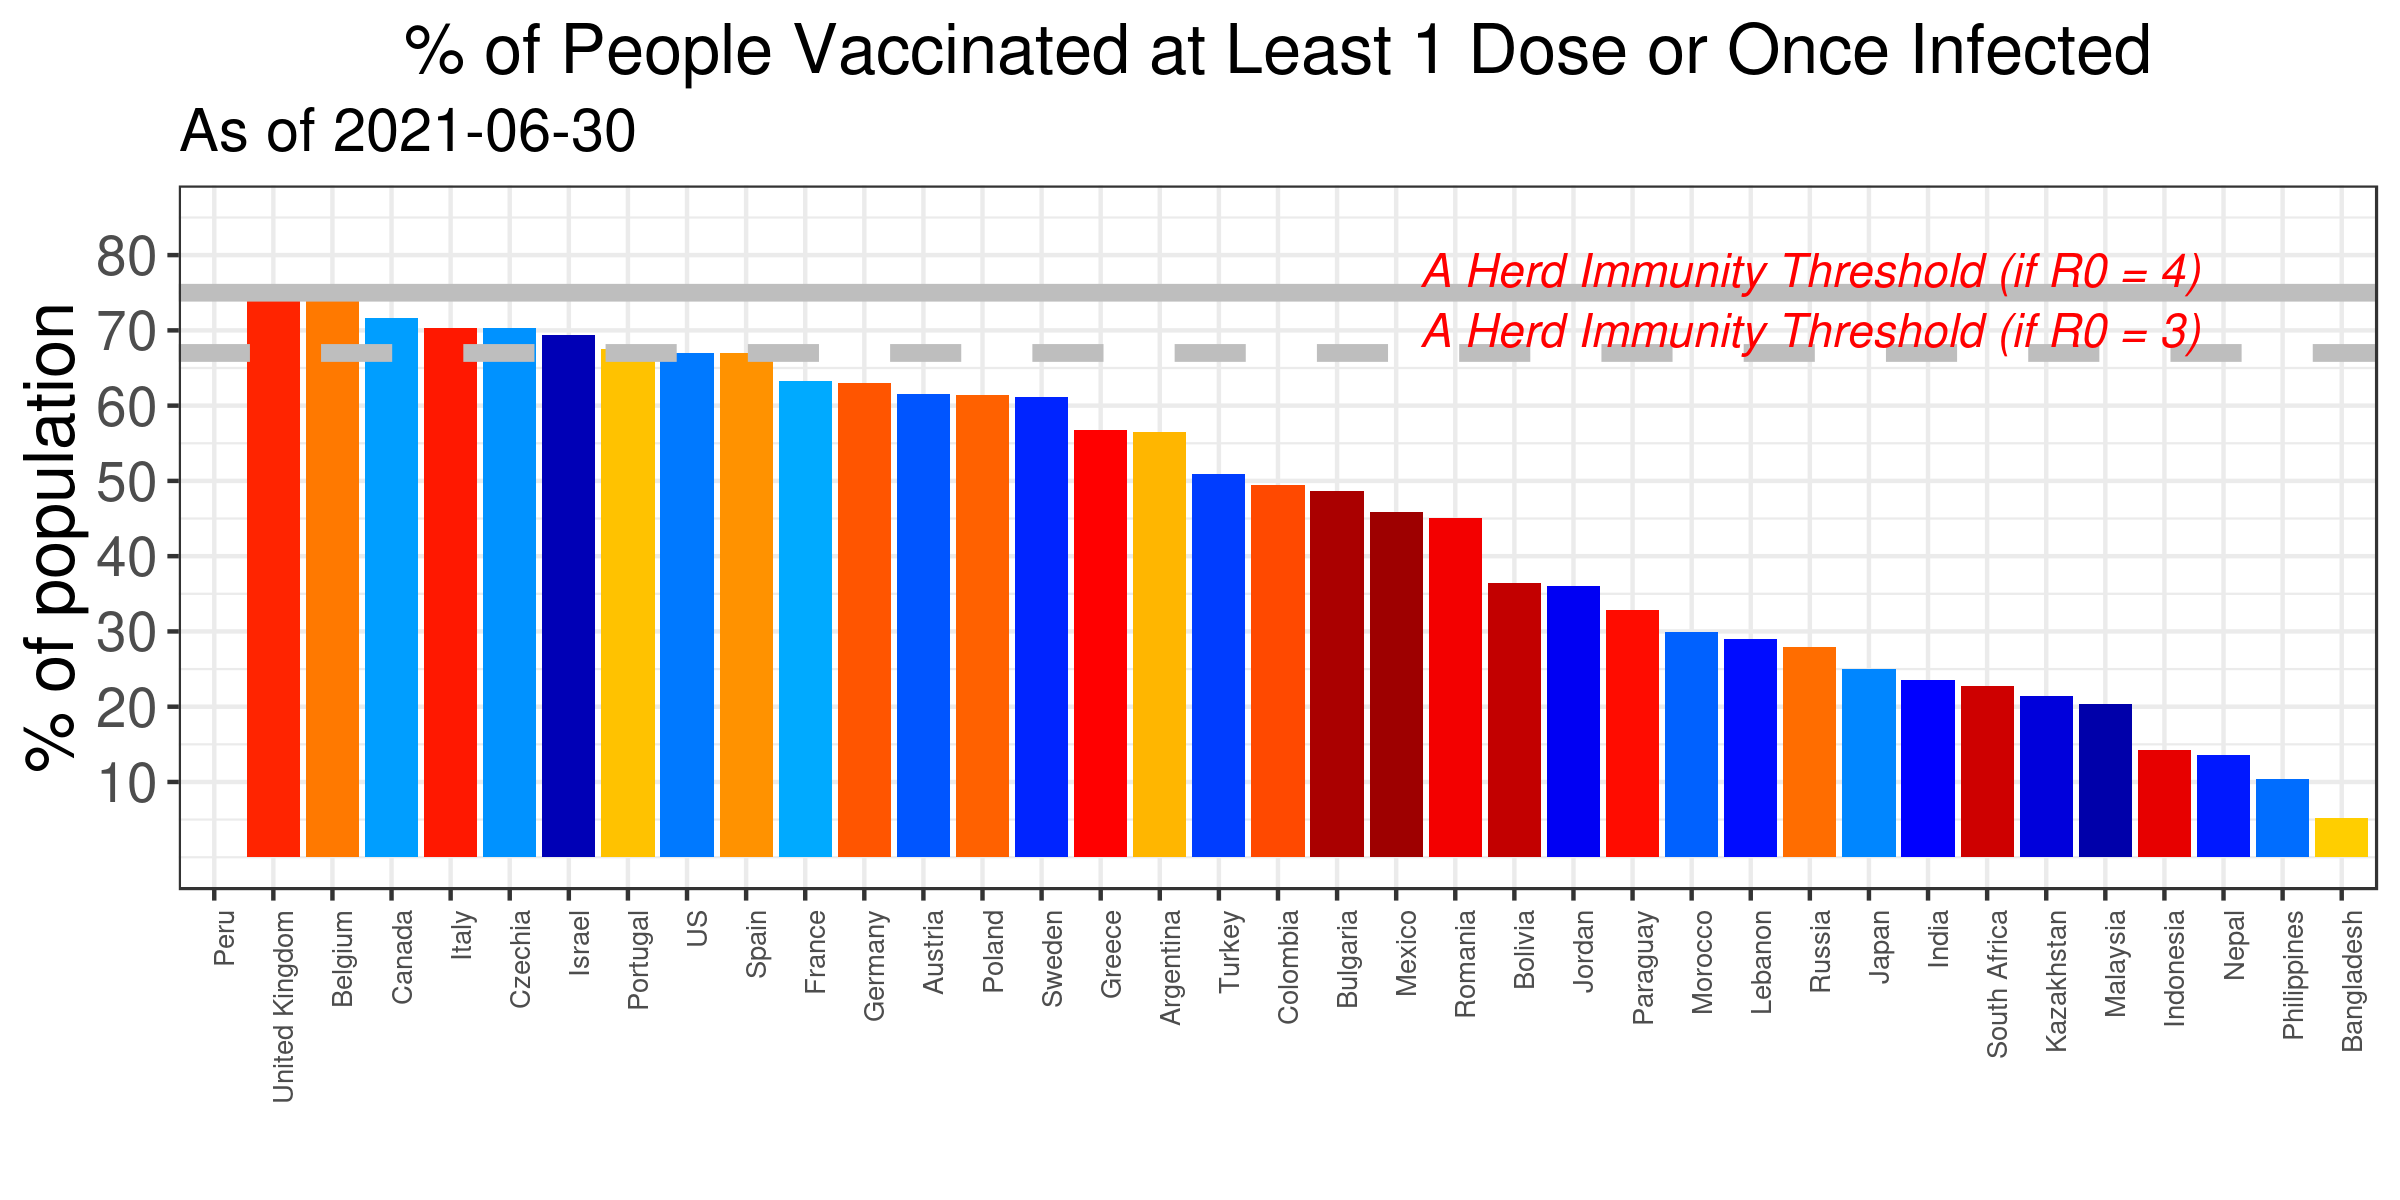 % of People Vaccinated at Least 1 Dose or Once Infected
As of 2021-06-30
% of population
80
70
60
50
40
30
20
10
A Herd Immunity Threshold (if R0 = 4)
A Herd Immunity Threshold (if R0 = 3)
Peru
United Kingdom
Belgium
Canada
Italy
Czechia
Israel
Portugal
US
Spain
France
Germany
Austria
Poland
Sweden
Greece
Argentina
Turkey
Colombia
Bulgaria
Mexico
Romania
Bolivia
Jordan
Paraguay
Morocco
Lebanon
Russia
Japan
India
South Africa
Kazakhstan
Malaysia
Indonesia
Nepal
Philippines
Bangladesh